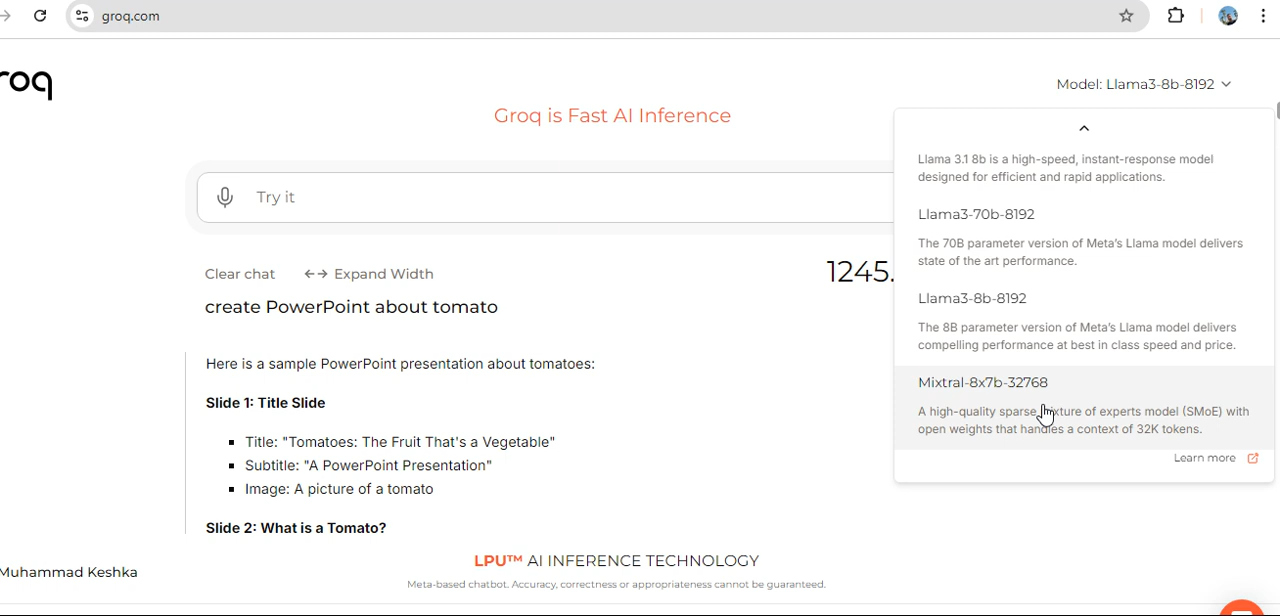 groq.com
roq
Model: Llama3-8b-8192
Groq is Fast AI Inference
Try it
Clear chat
Expand Width
1245.
create PowerPoint about tomato
Here is a sample PowerPoint presentation about tomatoes:
Slide 1: Title Slide
Title: "Tomatoes: The Fruit That's a Vegetable"
Subtitle: "A PowerPoint Presentation"
Image: A picture of a tomato
Slide 2: What is a Tomato?
Llama 3.1 8b is a high-speed, instant-response model
designed for efficient and rapid applications.
Llama3-70b-8192
The 70B parameter version of Meta's Llama model delivers
state of the art performance.
Llama3-8b-8192
The 8B parameter version of Meta's Llama model delivers
compelling performance at best in class speed and price.
Mixtral-8x7b-32768
A high-quality sparse mixture of experts model (SMoE) with
open weights that handles a context of 32K tokens.
Learn more
Muhammad Keshka
LPU™ AI INFERENCE TECHNOLOGY
Meta-based chatbot. Accuracy, correctness or appropriateness cannot be guaranteed.